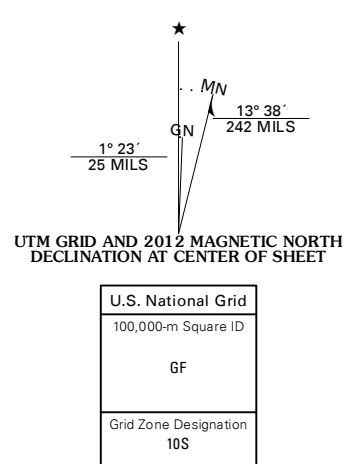 ★
MN
GN
13° 38´
242 MILS
1° 23´
25 MILS
UTM GRID AND 2012 MAGNETIC NORTH
DECLINATION AT CENTER OF SHEET
U.S. National Grid
100,000-m Square ID
GF
Grid Zone Designation
10S